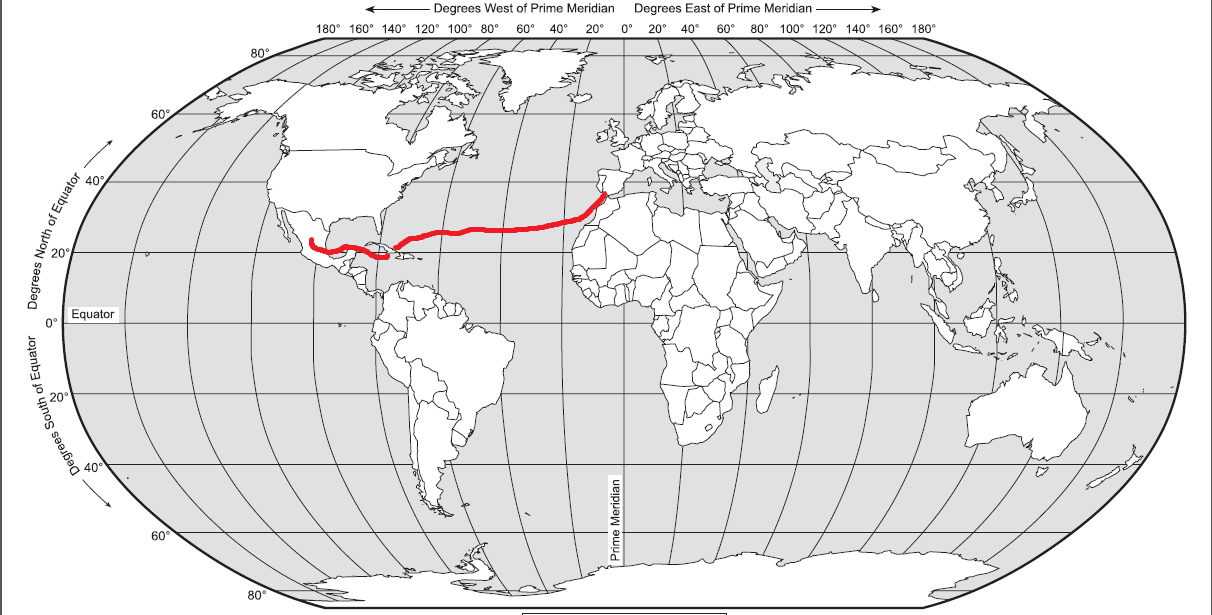 Degrees West of Prime Meridian Degrees East of Prime Meridian
180° 160° 140° 120° 100° 80° 60° 40° 20° 0° 20° 40° 60° 80° 100° 120° 140° 160° 180°
80°
60°
40°
Degrees North of Equator
20°
Equator
0°
Degrees South of Equator
20°
40°
Prime Meridian
60°
80°